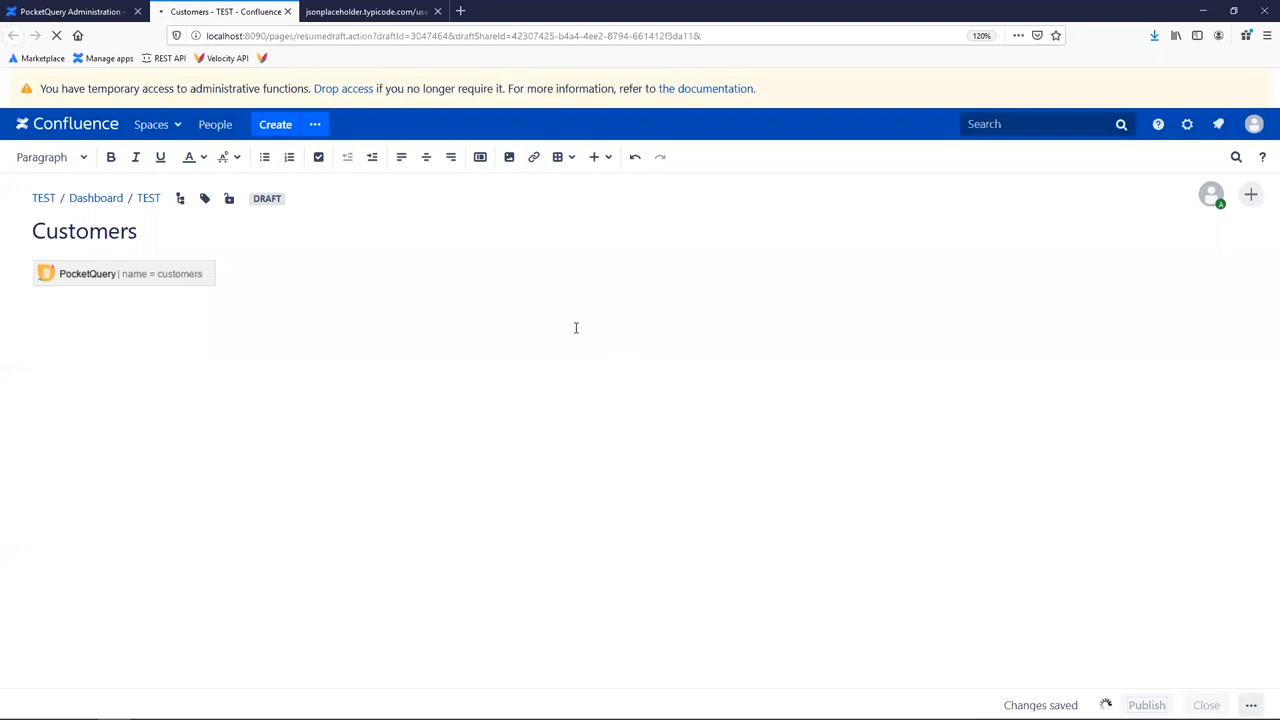 PocketQuery Administration -
Customers - TEST - Confluence
jsonplaceholder.typicode.com/use
localhost:8090/pages/resumedraft.action?draftId=3047464&draftShareId=42307425-b4a4-4ee2-8794-661412f3da11&
120%
Marketplace
Manage apps
REST API
Velocity API
You have temporary access to administrative functions. Drop access if you no longer require it. For more information, refer to the documentation.
Confluence
Spaces
People
Create
Search
Paragraph
B I U A
TEST / Dashboard / TEST
DRAFT
Customers
PocketQuery | name = customers
Changes saved
Publish
Close